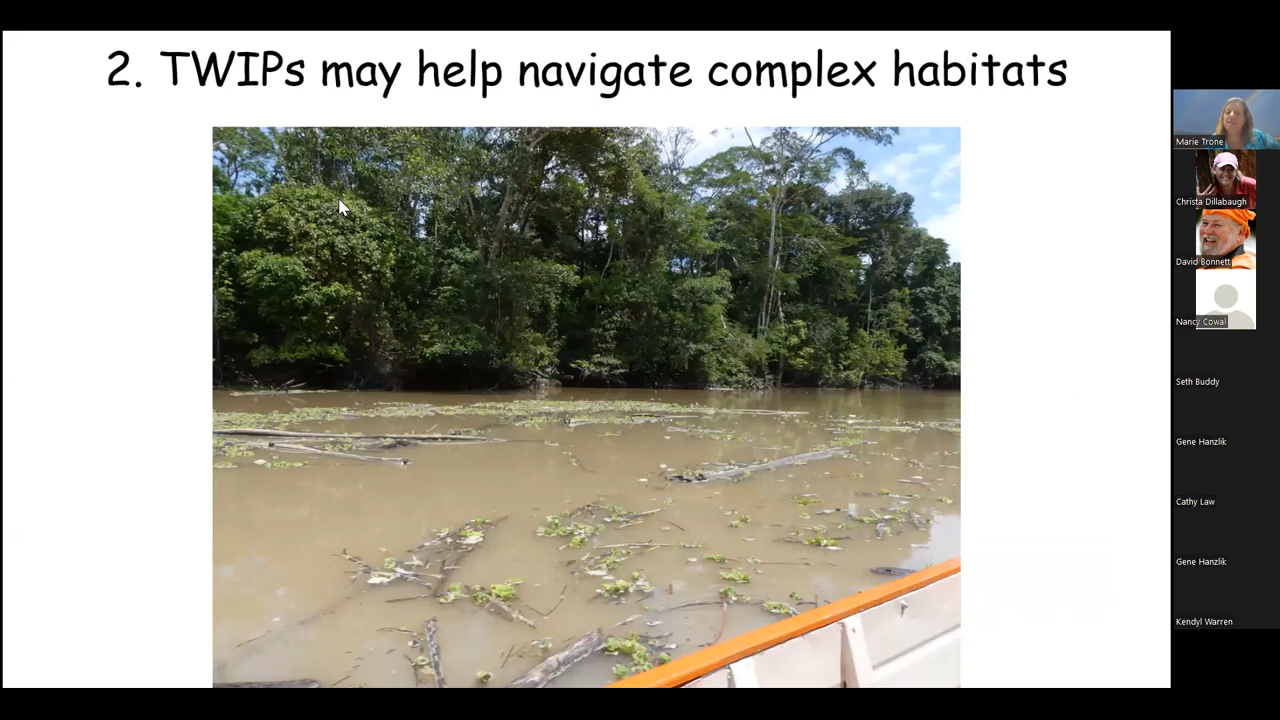 2. TWIPs may help navigate complex habitats
Marie Trone
Christa Dillabaugh
David Bonnett
Nancy Cowal
Seth Buddy
Gene Hanzlik
Cathy Law
Gene Hanzlik
Kendyl Warren